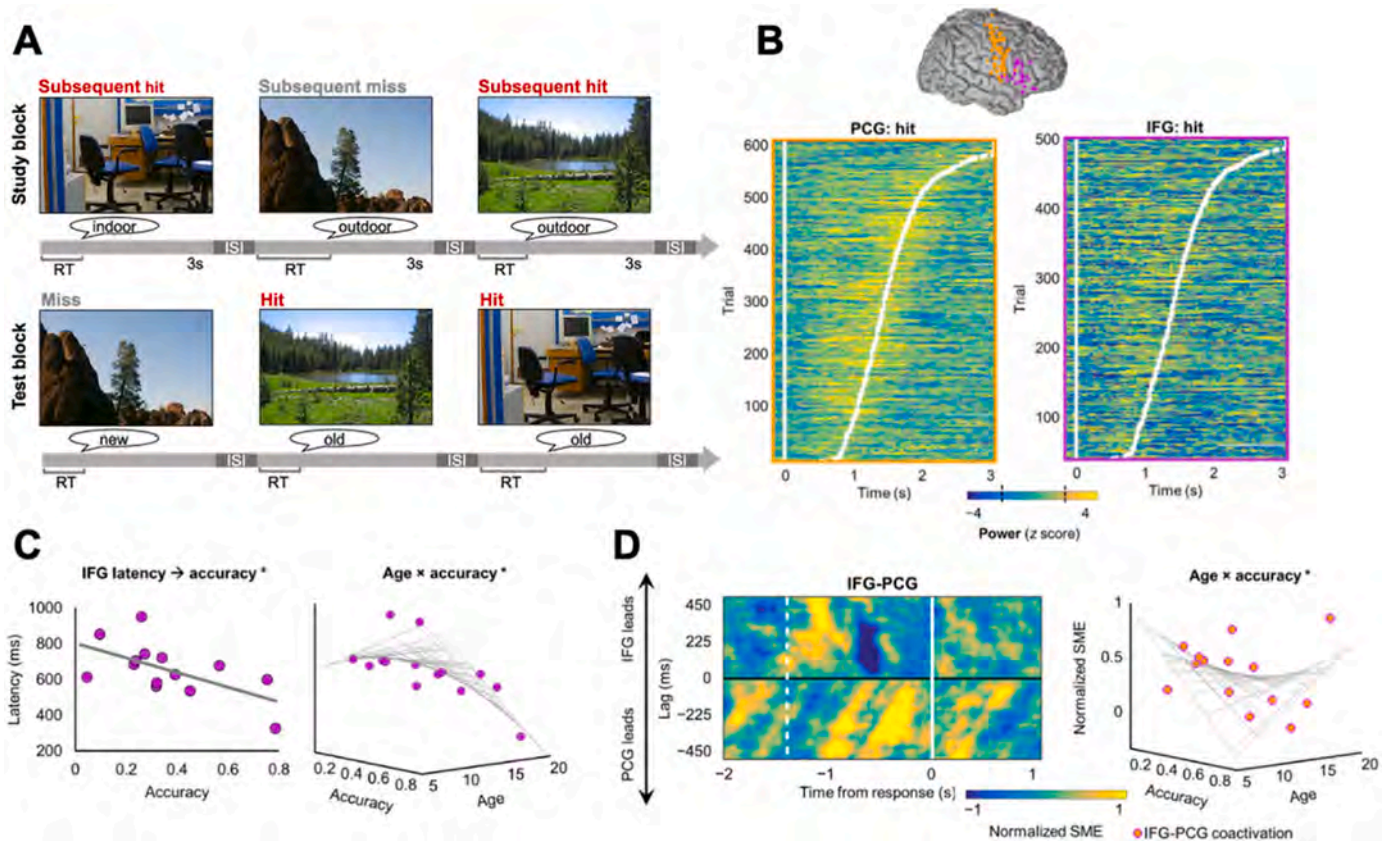 A
Subsequent hit
Subsequent miss
Subsequent hit
Study block
indoor
outdoor
outdoor
ISI
ISI
ISI
RT
3s
RT
3s
RT
3s
Miss
Hit
Hit
Test block
new
old
old
ISI
ISI
ISI
RT
RT
RT
B
PCG: hit
IFG: hit
600
500
400
300
200
100
Trial
0
1
2
3
Time (s)
500
400
300
200
100
Trial
0
1
2
3
Time (s)
−4
4
Power (z score)
C
IFG latency → accuracy *
Age × accuracy *
1000
800
600
400
200
Latency (ms)
0
0.2
0.4
0.6
0.8
Accuracy
0.2
0.4
0.6
0.8
5
10
15
20
Accuracy
Age
D
IFG-PCG
Age × accuracy *
IFG leads
PCG leads
Lag (ms)
450
225
0
−225
−450
−2
−1
0
1
Time from response (s)
−1
1
Normalized SME
IFG-PCG coactivation
Normalized SME
1
0.5
0
0.2
0.4
0.6
0.8
5
10
15
20
Accuracy
Age